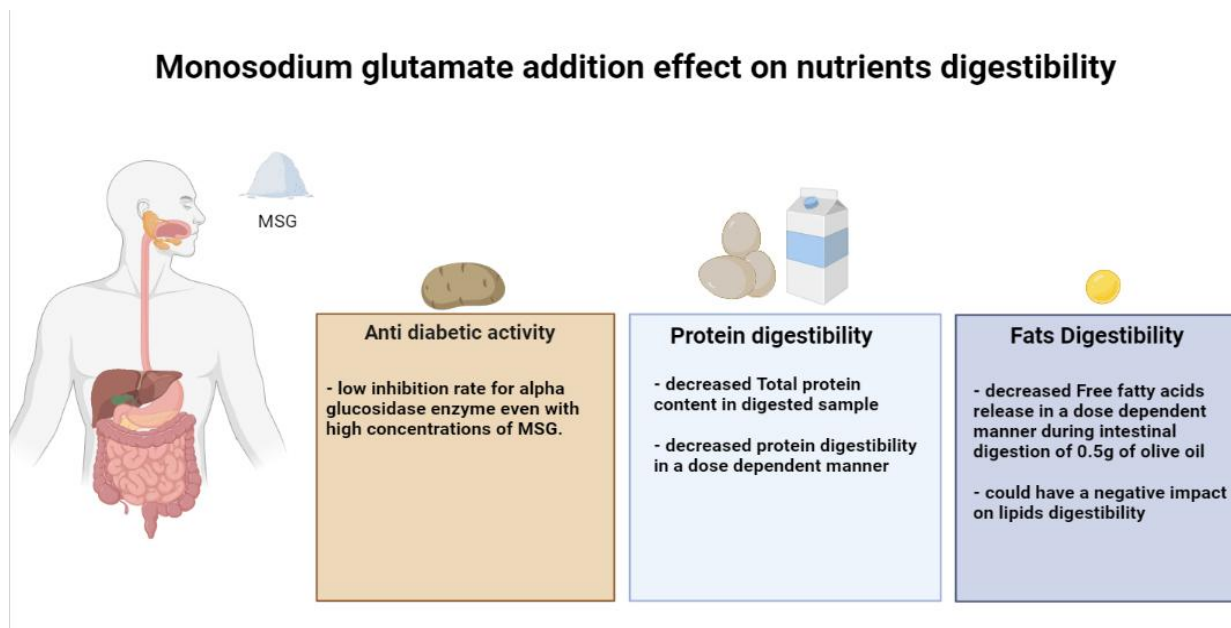 Monosodium glutamate addition effect on nutrients digestibility
MSG
Anti diabetic activity
- low inhibition rate for alpha
glucosidase enzyme even with
high concentrations of MSG.
Protein digestibility
- decreased Total protein
content in digested sample
- decreased protein digestibility
in a dose dependent manner
Fats Digestibility
- decreased Free fatty acids
release in a dose dependent
manner during intestinal
digestion of 0.5g of olive oil
- could have a negative impact
on lipids digestibility